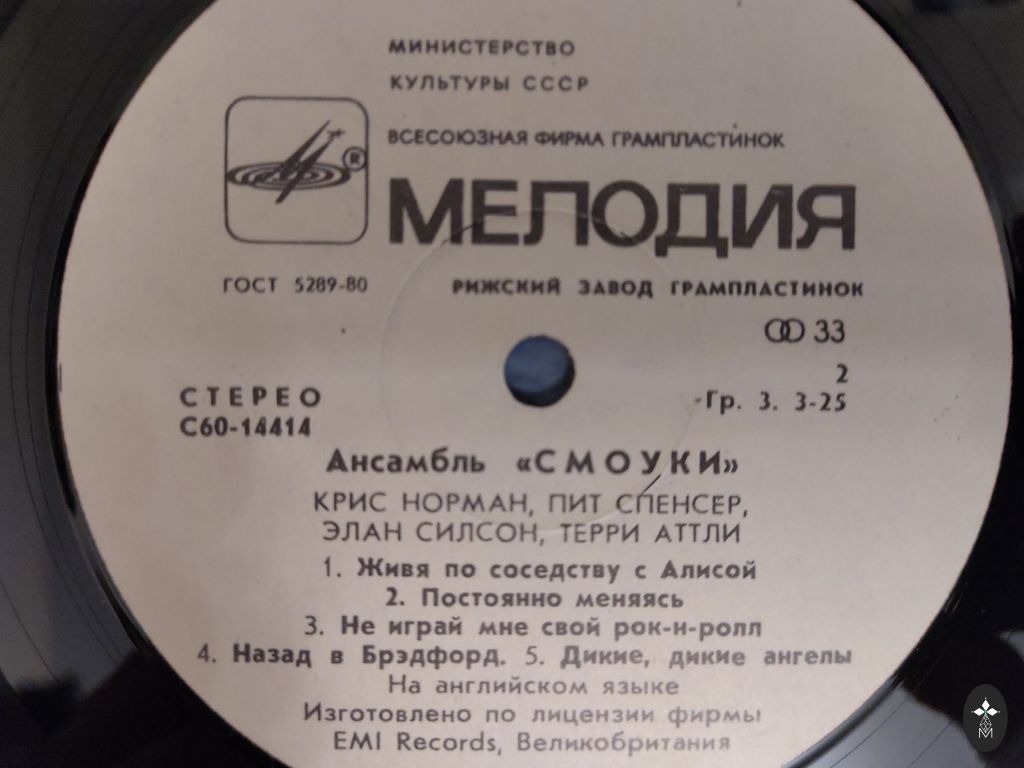 МИНИСТЕРСТВО
КУЛЬТУРЫ СССР
ВСЕСОЮЗНАЯ ФИРМА ГРАМПЛАСТИНОК
®
МЕЛОДИЯ
ГОСТ 5289-80
РИЖСКИЙ ЗАВОД ГРАМПЛАСТИНОК
33
2
СТЕРЕО
Гр. 3. 3-25
С60-14414
Ансамбль «СМОУКИ»
КРИС НОРМАН, ПИТ СПЕНСЕР,
ЭЛАН СИЛСОН, ТЕРРИ АТТЛИ
1. Живя по соседству с Алисой
2. Постоянно меняясь
3. Не играй мне свой рок-н-ролл
4. Назад в Брэдфорд. 5. Дикие, дикие ангелы
На английском языке
Изготовлено по лицензии фирмы
EMI Records, Великобритания
M